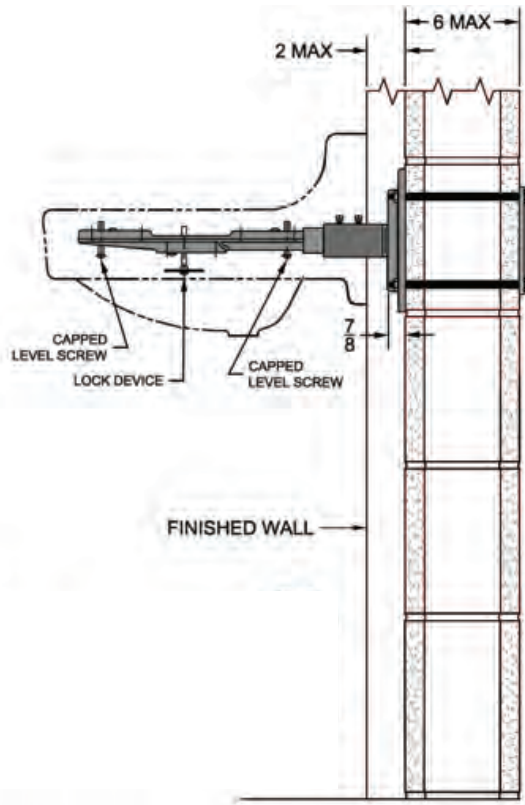 6 MAX
2 MAX
CAPPED
LEVEL SCREW
LOCK DEVICE
CAPPED
LEVEL SCREW
7
8
FINISHED WALL